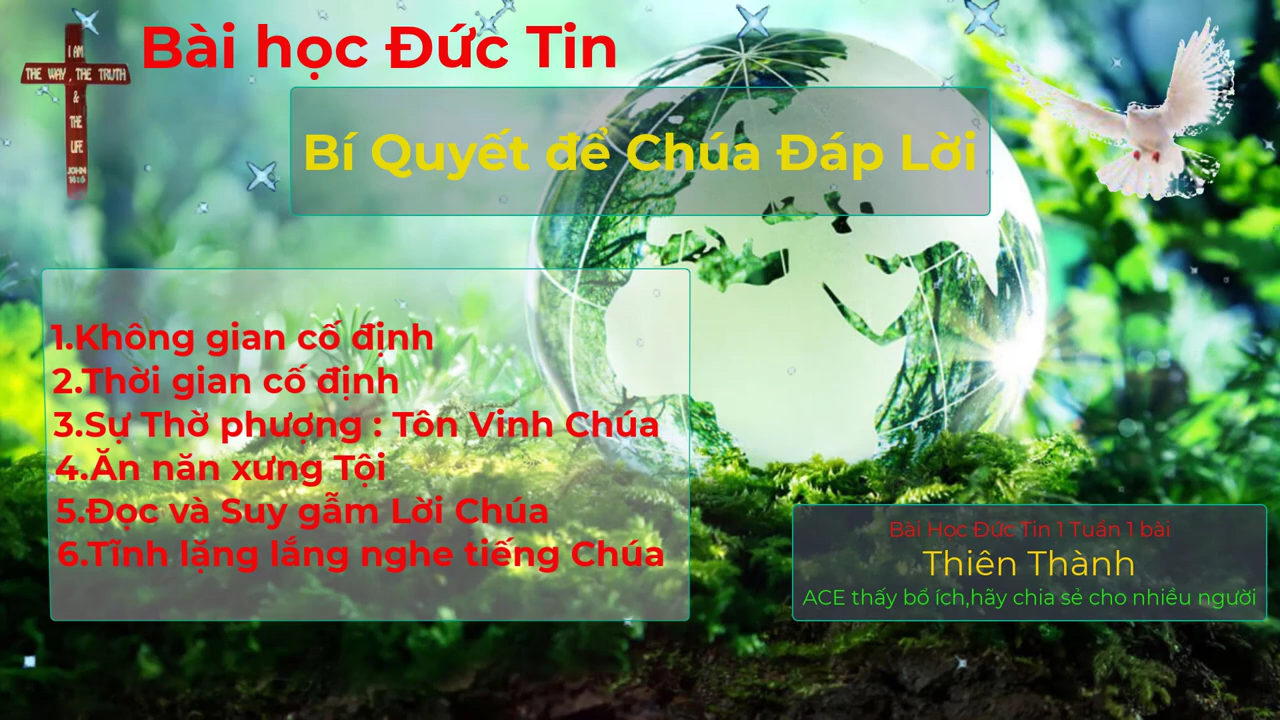 Bài học Đức Tin
I AM
THE WAY , THE TRUTH
&
THE
LIFE
JOHN
14:6
Bí Quyết để Chúa Đáp Lời
1.Không gian cố định
2.Thời gian cố định
3.Sự Thờ phượng : Tôn Vinh Chúa
4.Ăn năn xưng Tội
5.Đọc và Suy gẫm Lời Chúa
6.Tĩnh lặng lắng nghe tiếng Chúa
Bài Học Đức Tin 1 Tuần 1 bài
Thiên Thành
ACE thấy bổ ích,hãy chia sẻ cho nhiều người